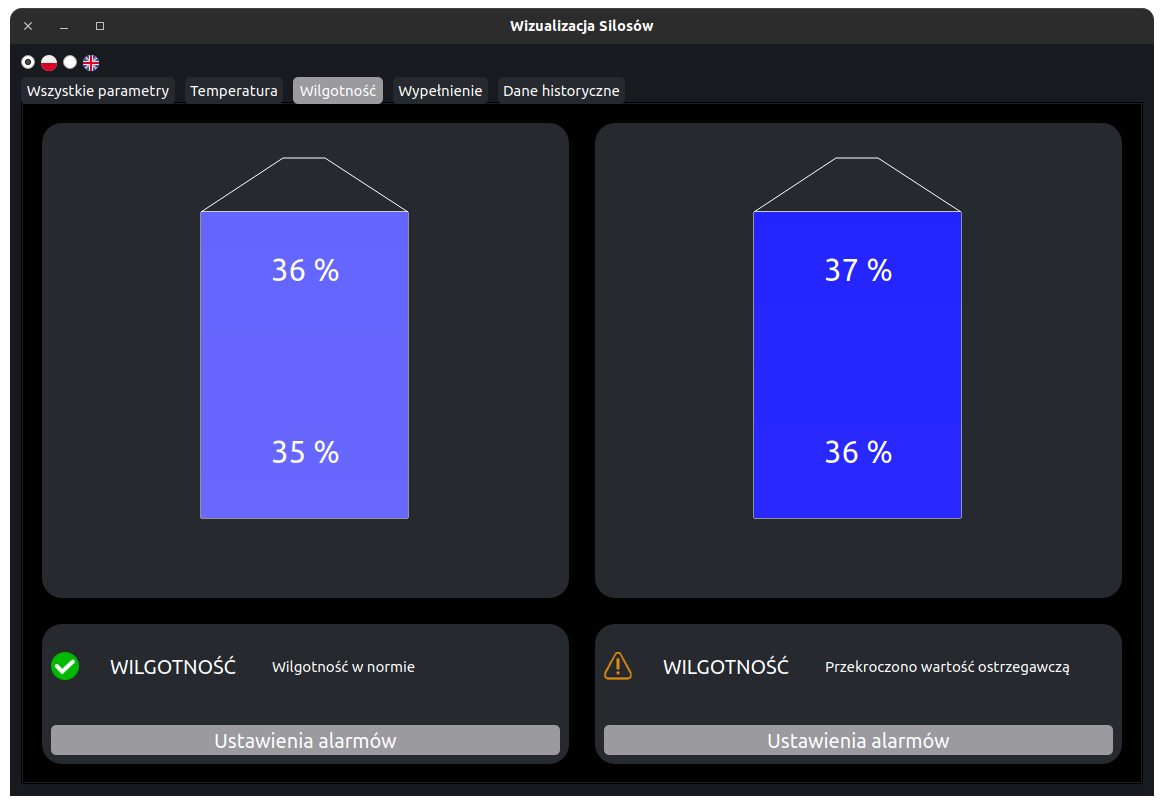 Wizualizacja Silosów
Wszystkie parametry Temperatura Wilgotność Wypełnienie Dane historyczne
36 %
35 %
37 %
36 %
WILGOTNOŚĆ Wilgotność w normie
Ustawienia alarmów
WILGOTNOŚĆ Przekroczono wartość ostrzegawczą
Ustawienia alarmów